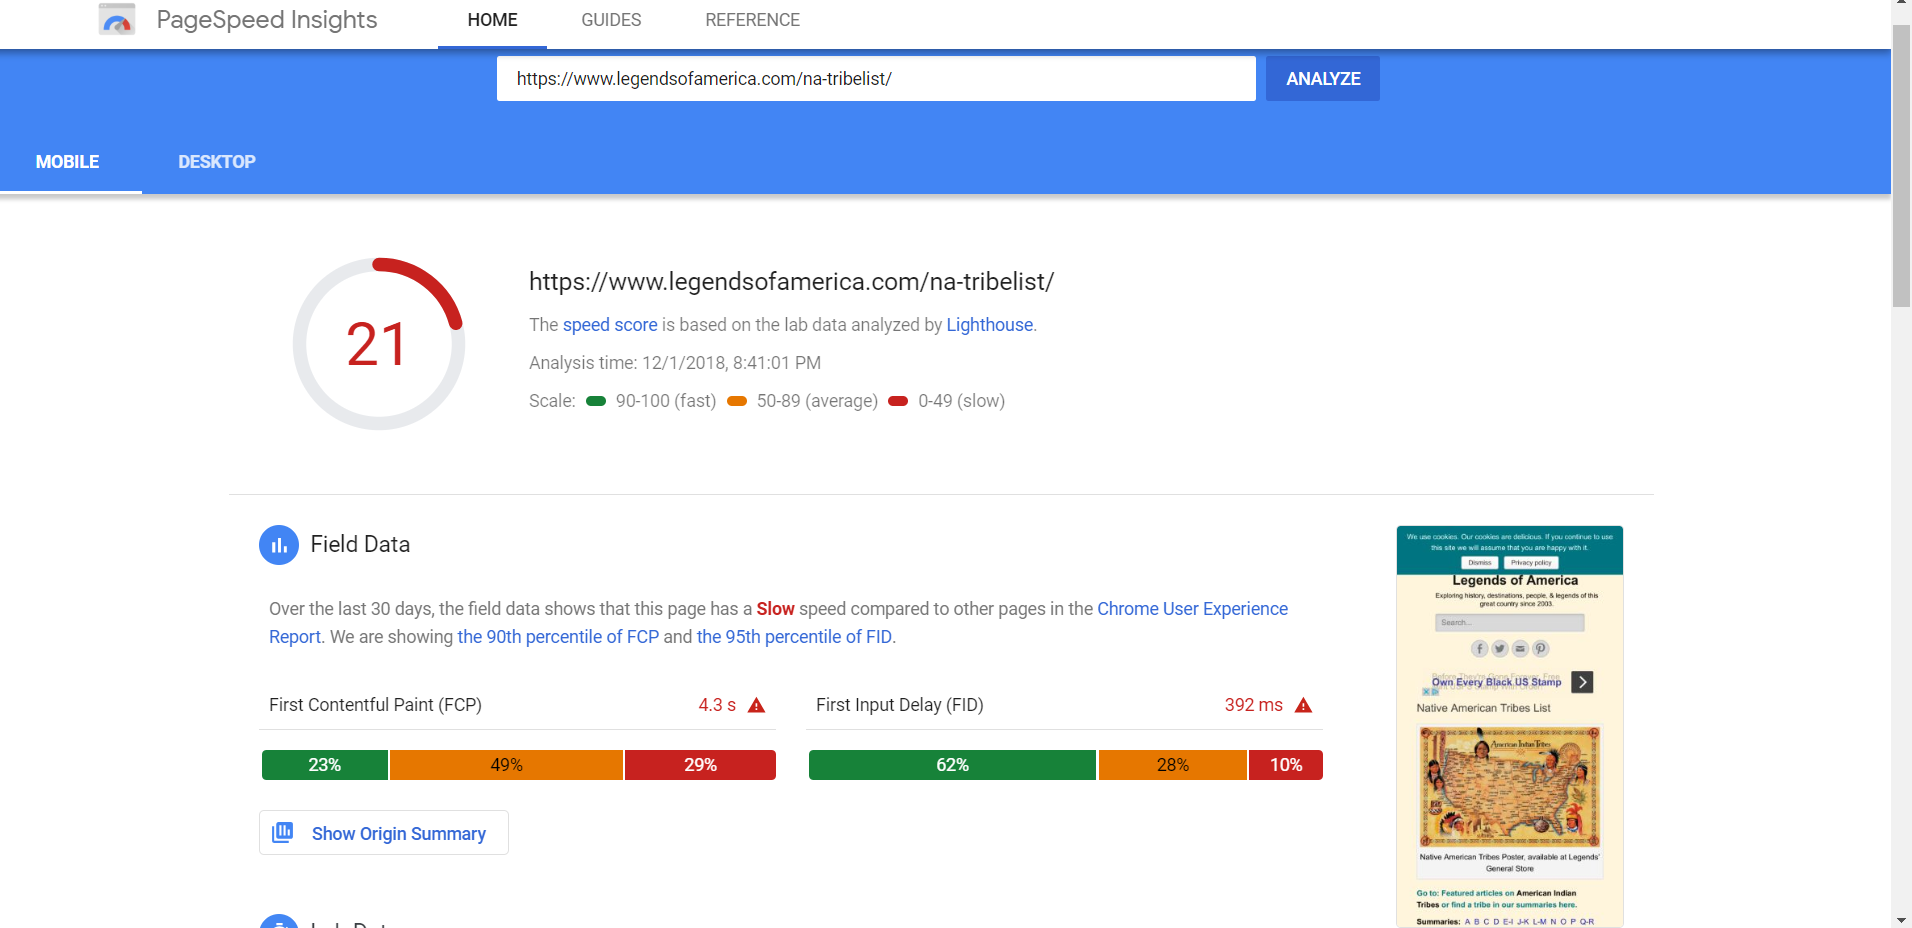 PageSpeed Insights
HOME GUIDES REFERENCE
https://www.legendsofamerica.com/na-tribelist/ ANALYZE
MOBILE DESKTOP
21
https://www.legendsofamerica.com/na-tribelist/
The speed score is based on the lab data analyzed by Lighthouse.
Analysis time: 12/1/2018, 8:41:01 PM
Scale: 90-100 (fast) 50-89 (average) 0-49 (slow)
Field Data
Over the last 30 days, the field data shows that this page has a Slow speed compared to other pages in the Chrome User Experience
Report. We are showing the 90th percentile of FCP and the 95th percentile of FID.
First Contentful Paint (FCP) 4.3 s
23% 49% 29%
First Input Delay (FID) 392 ms
62% 28% 10%
Show Origin Summary
We use cookies. Our cookies are delicious. If you continue to use
this site we will assume that you are happy with it.
Dismiss Privacy policy
Legends of America
Exploring history, destinations, people, & legends of this
great country since 2003.
Search...
Own Every Black US Stamp
Native American Tribes List
American Indian Tribes
Native American Tribes Poster, available at Legends'
General Store
Go to: Featured articles on American Indian
Tribes or find a tribe in our summaries here.
Summaries: A B C D E-I J-K L-M N O P Q-R